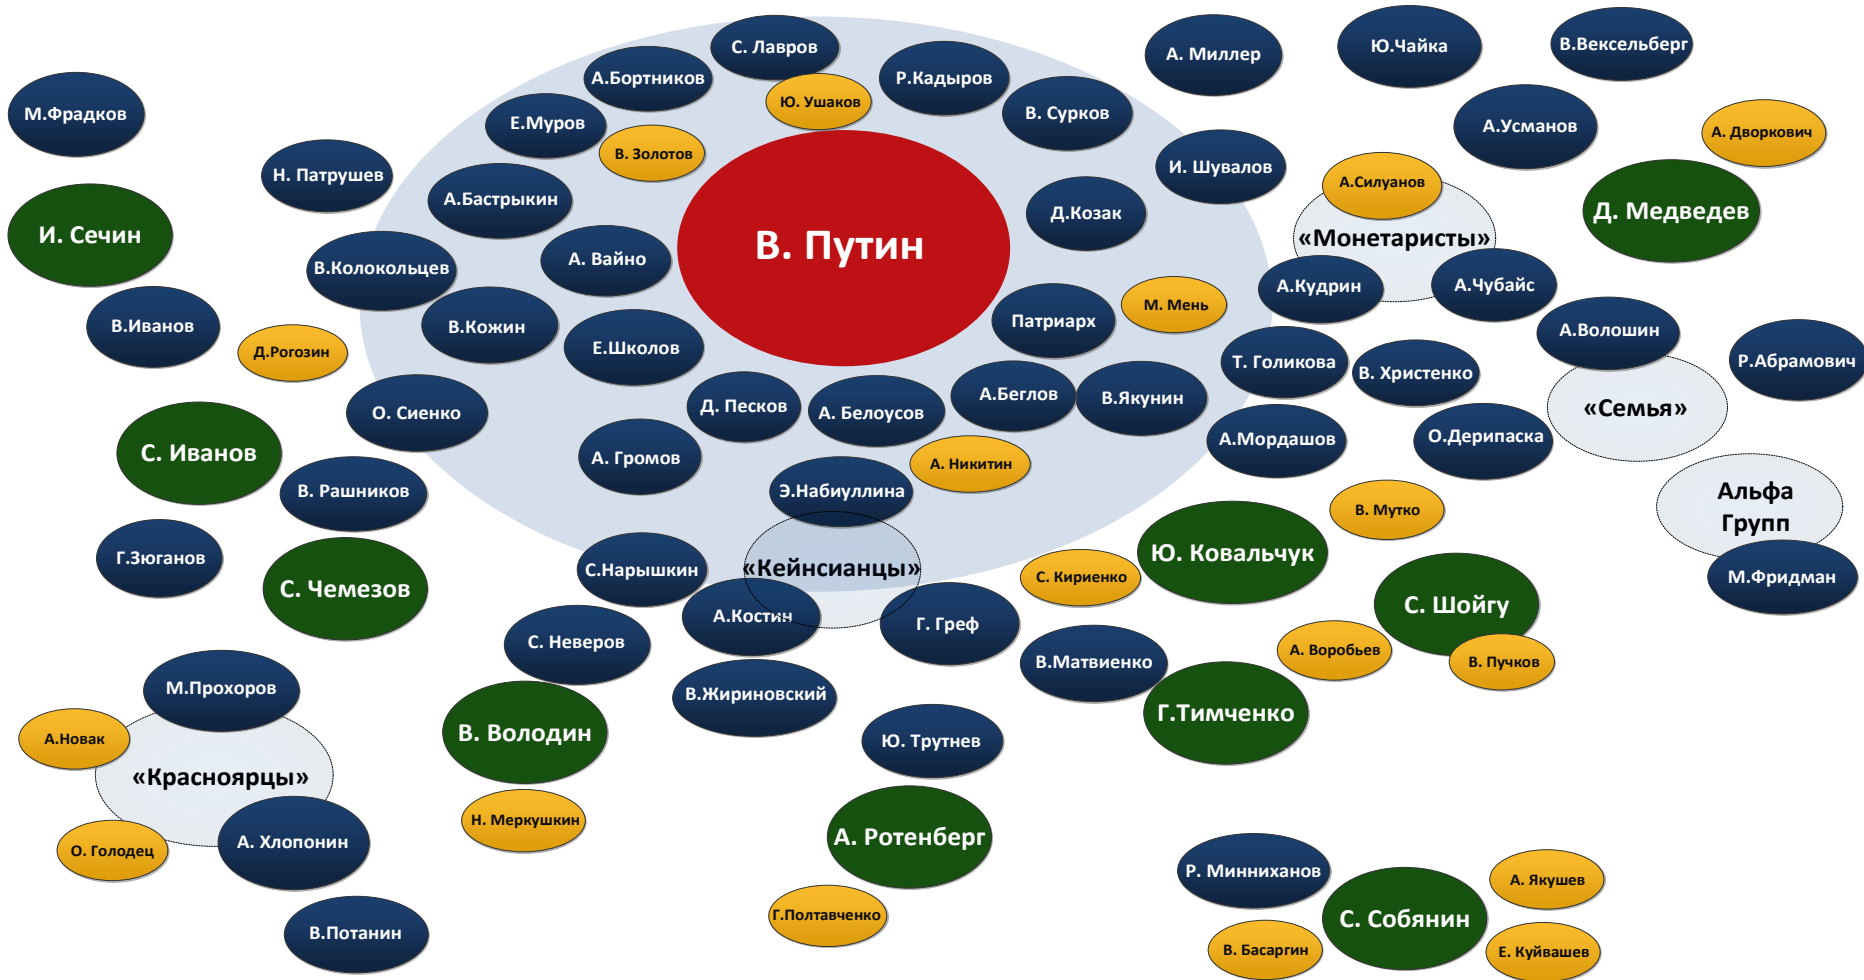 С. Лавров
А. Миллер
Ю.Чайка
В.Вексельберг
А.Бортников
Р.Кадыров
Ю. Ушаков
М.Фрадков
Е.Муров
В. Сурков
А.Усманов
А. Дворкович
В. Золотов
Н. Патрушев
И. Шувалов
А.Силуанов
А.Бастрыкин
Д.Козак
Д. Медведев
И. Сечин
В. Путин
«Монетаристы»
В.Колокольцев
А. Вайно
А.Кудрин
А.Чубайс
М. Мень
В.Иванов
В.Кожин
Патриарх
А.Волошин
Д.Рогозин
Е.Школов
Т. Голикова
В. Христенко
Р.Абрамович
О. Сиенко
Д. Песков
А. Белоусов
А.Беглов
В.Якунин
«Семья»
С. Иванов
А. Громов
А. Никитин
А.Мордашов
О.Дерипаска
В. Рашников
Э.Набиуллина
В. Мутко
Альфа
Групп
Г.Зюганов
С. Чемезов
С.Нарышкин
«Кейнсианцы»
С. Кириенко
Ю. Ковальчук
М.Фридман
С. Шойгу
А.Костин
Г. Греф
С. Неверов
В.Матвиенко
А. Воробьев
В. Пучков
М.Прохоров
В.Жириновский
Г.Тимченко
А.Новак
В. Володин
Ю. Трутнев
«Красноярцы»
Н. Меркушкин
А. Ротенберг
О. Голодец
А. Хлопонин
Р. Минниханов
А. Якушев
Г.Полтавченко
С. Собянин
В.Потанин
В. Басаргин
Е. Куйвашев